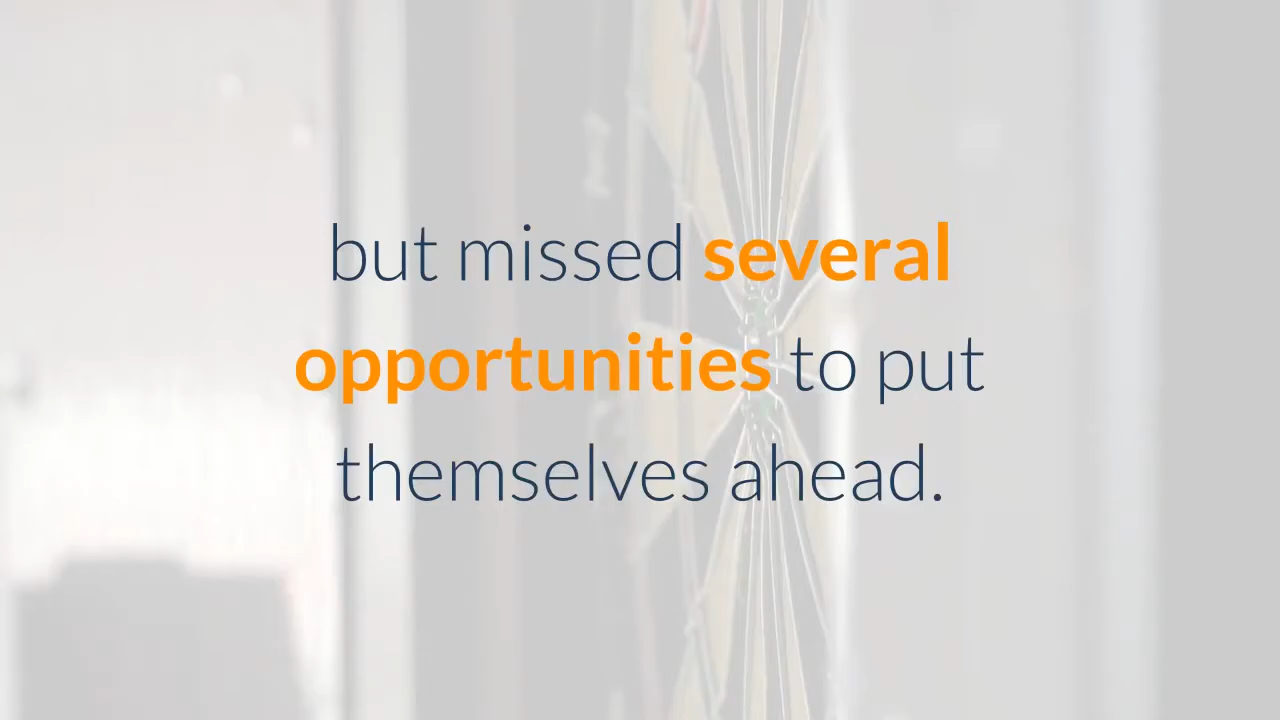 but missed several
opportunities to put
themselves ahead.